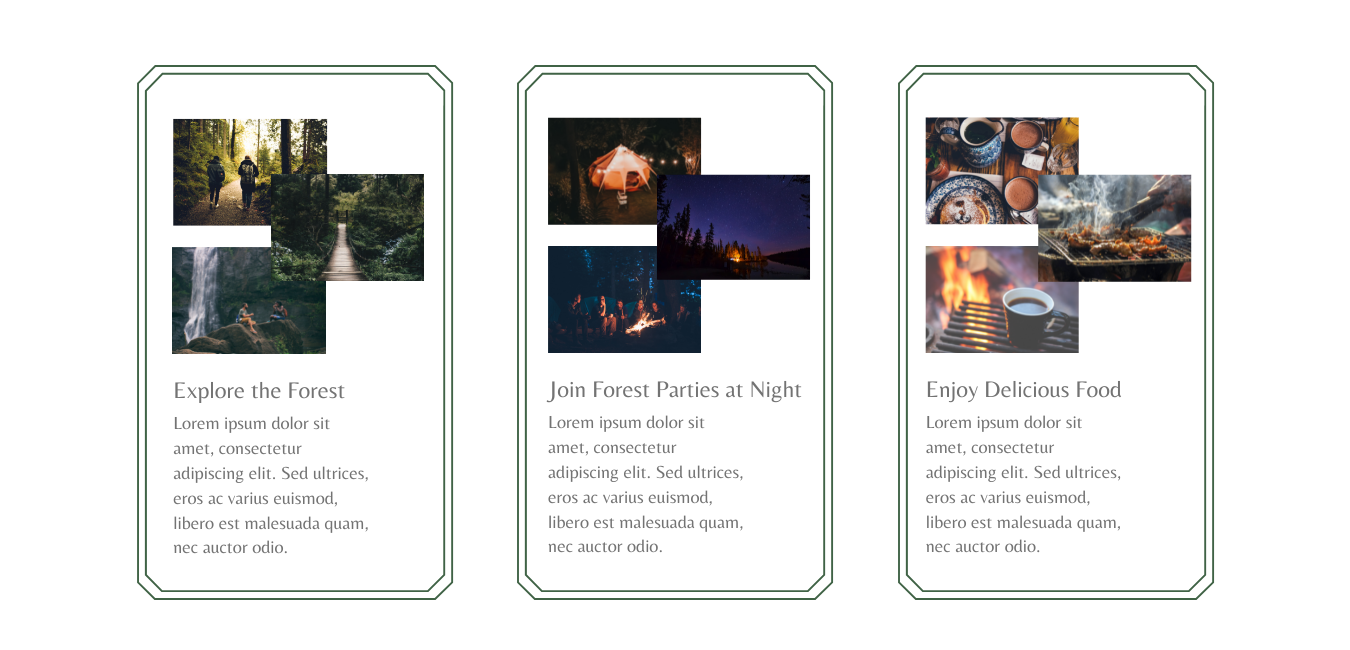 Explore the Forest
Lorem ipsum dolor sit
amet, consectetur
adipiscing elit. Sed ultrices,
eros ac varius euismod,
libero est malesuada quam,
nec auctor odio.
Join Forest Parties at Night
Lorem ipsum dolor sit
amet, consectetur
adipiscing elit. Sed ultrices,
eros ac varius euismod,
libero est malesuada quam,
nec auctor odio.
Enjoy Delicious Food
Lorem ipsum dolor sit
amet, consectetur
adipiscing elit. Sed ultrices,
eros ac varius euismod,
libero est malesuada quam,
nec auctor odio.